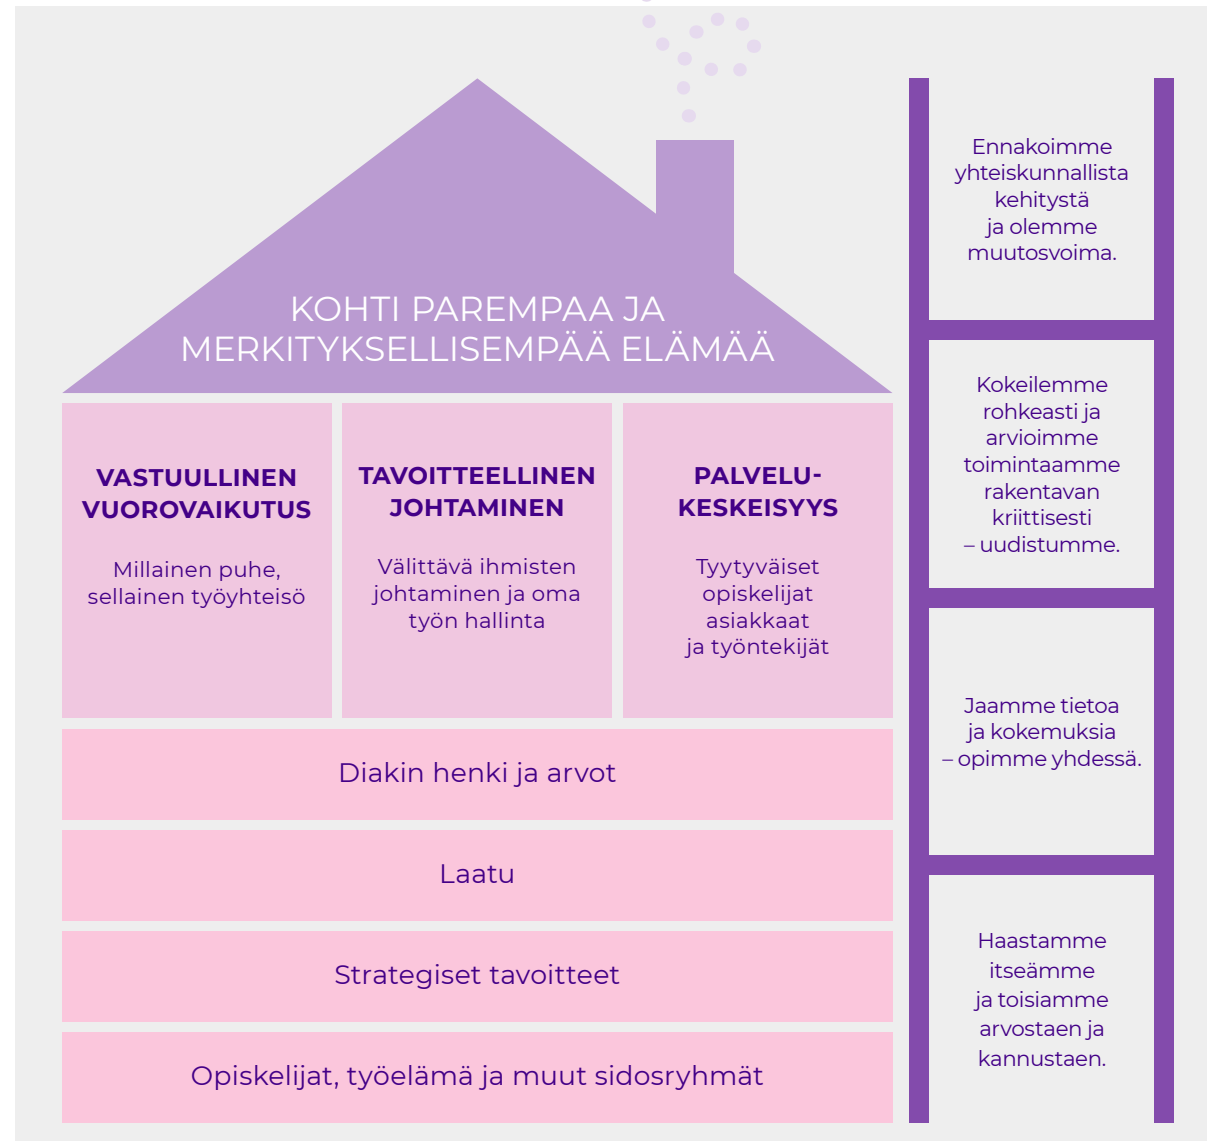 KOHTI PAREMPAA JA
MERKITYKSELLISEMPÄÄ ELÄMÄÄ
VASTUULLINEN
VUOROVAIKUTUS
Millainen puhe,
sellainen työyhteisö
TAVOITTEELLINEN
JOHTAMINEN
Välittävä ihmisten
johtaminen ja oma
työn hallinta
PALVELU-
KESKEISYYS
Tyytyväiset
opiskelijat
asiakkaat
ja työntekijät
Diakin henki ja arvot
Laatu
Strategiset tavoitteet
Opiskelijat, työelämä ja muut sidosryhmät
Ennakoimme
yhteiskunnallista
kehitystä
ja olemme
muutosvoima.
Kokeilemme
rohkeasti ja
arvioimme
toimintaamme
rakentavan
kriittisesti
– uudistumme.
Jaamme tietoa
ja kokemuksia
– opimme yhdessä.
Haastamme
itseämme
ja toisiamme
arvostaen ja
kannustaen.